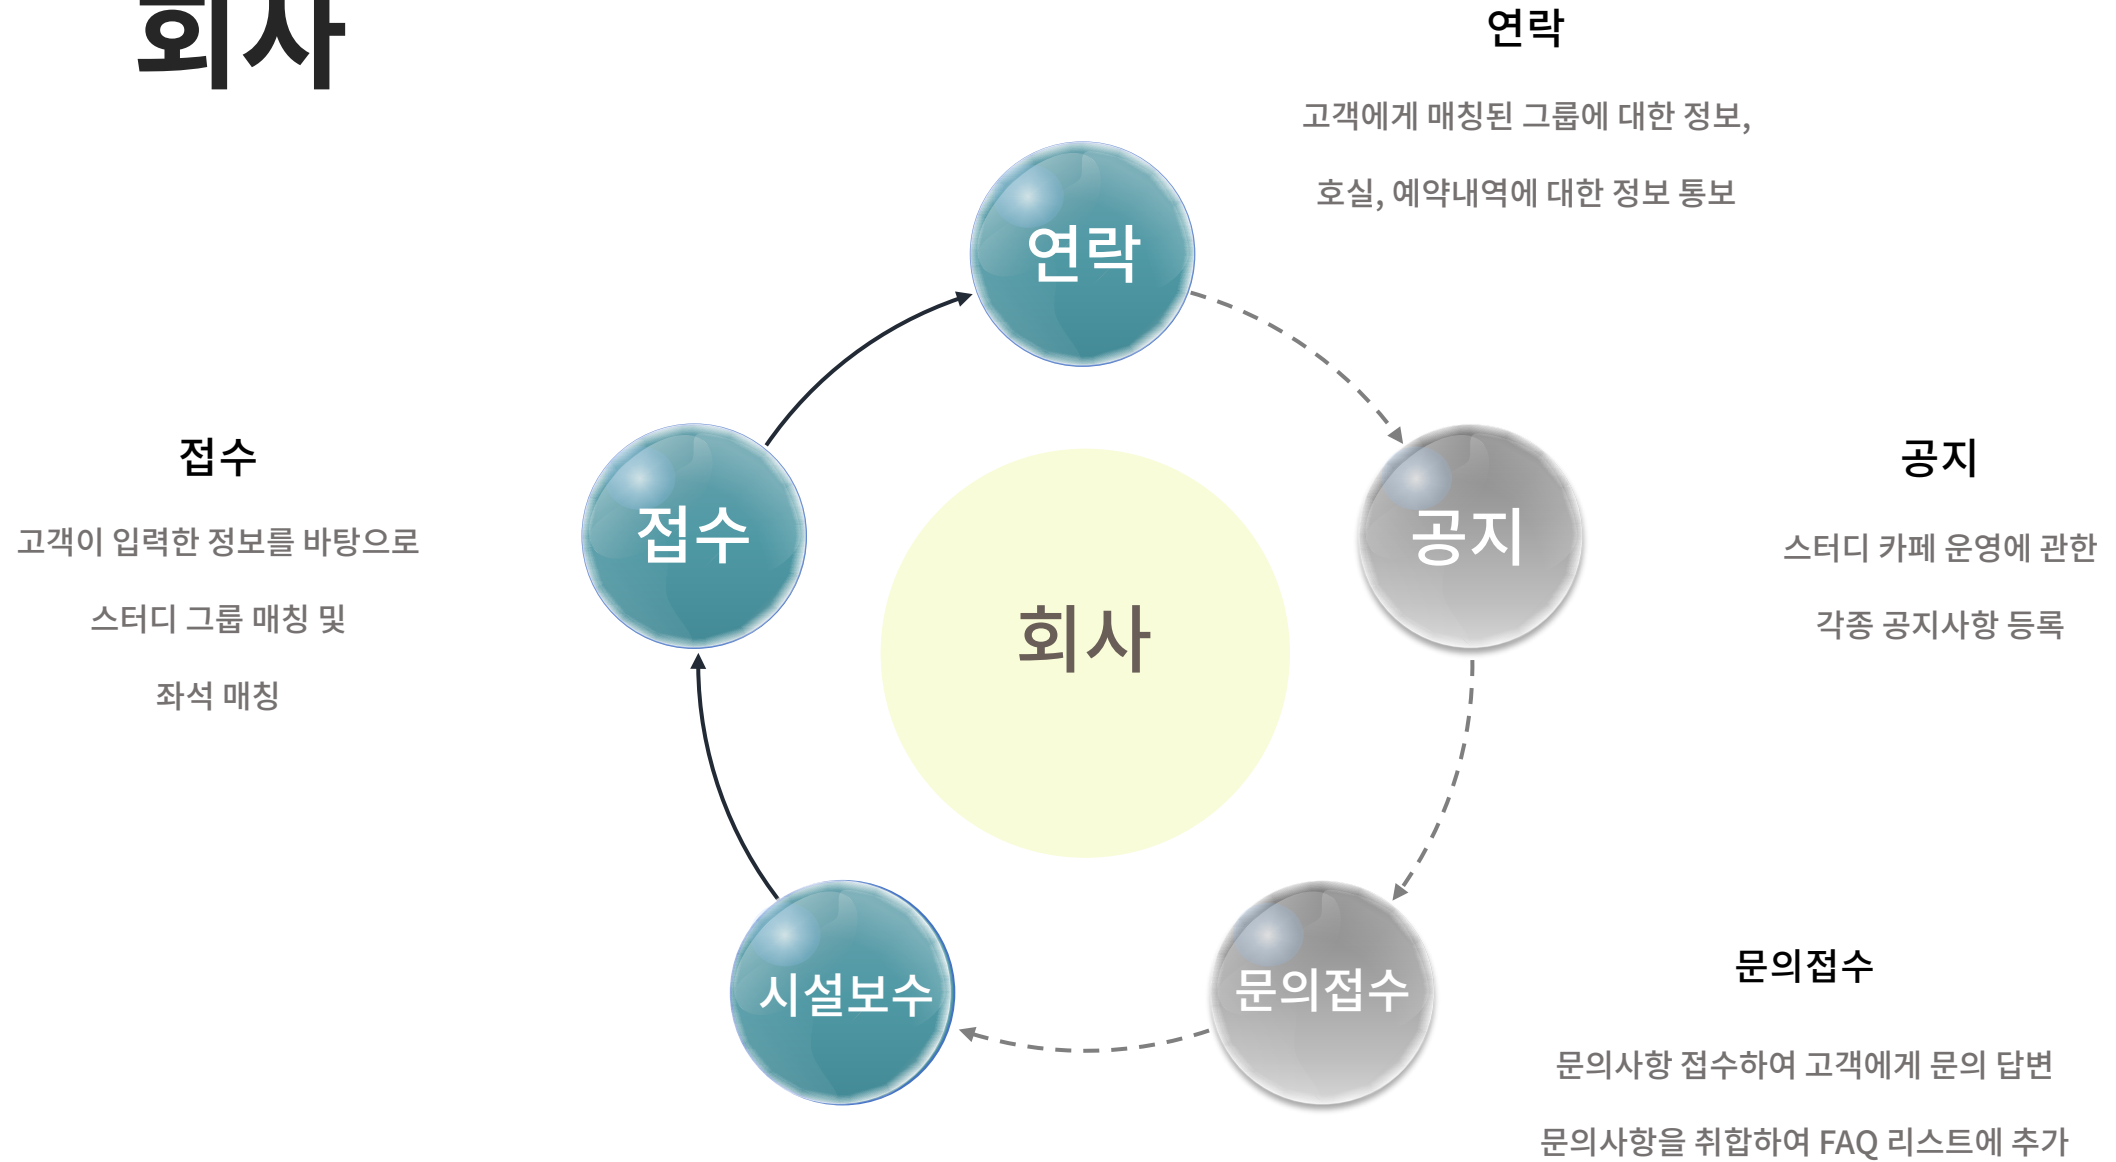 회사
연락
고객에게 매칭된 그룹에 대한 정보,
호실, 예약내역에 대한 정보 통보
연락
접수
고객이 입력한 정보를 바탕으로
스터디 그룹 매칭 및
좌석 매칭
접수
공지
공지
스터디 카페 운영에 관한
각종 공지사항 등록
회사
시설보수
문의접수
문의접수
문의사항 접수하여 고객에게 문의 답변
문의사항을 취합하여 FAQ 리스트에 추가